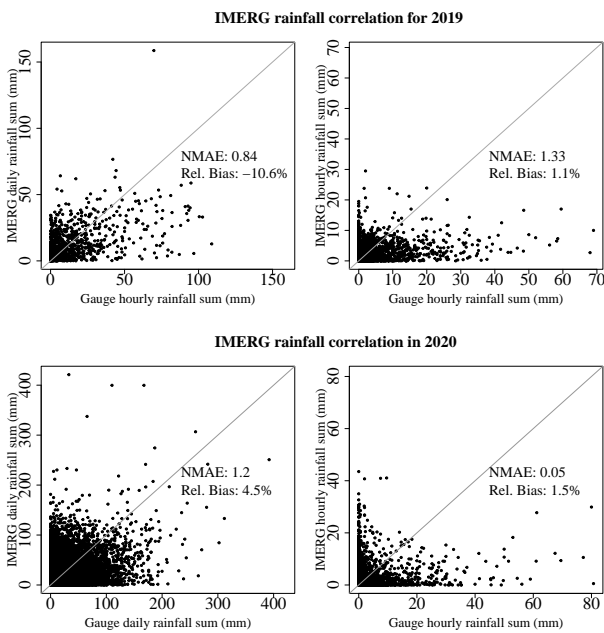 IMERG rainfall correlation for 2019
IMERG daily rainfall sum (mm)
150
100
50
0
NMAE: 0.84
Rel. Bias: −10.6%
0 50 100 150
Gauge hourly rainfall sum (mm)
IMERG hourly rainfall sum (mm)
70
60
50
40
30
20
10
0
NMAE: 1.33
Rel. Bias: 1.1%
0 10 20 30 40 50 60 70
Gauge hourly rainfall sum (mm)
IMERG rainfall correlation in 2020
IMERG daily rainfall sum (mm)
400
300
200
100
0
NMAE: 1.2
Rel. Bias: 4.5%
0 100 200 300 400
Gauge daily rainfall sum (mm)
IMERG hourly rainfall sum (mm)
80
60
40
20
0
NMAE: 0.05
Rel. Bias: 1.5%
0 20 40 60 80
Gauge hourly rainfall sum (mm)